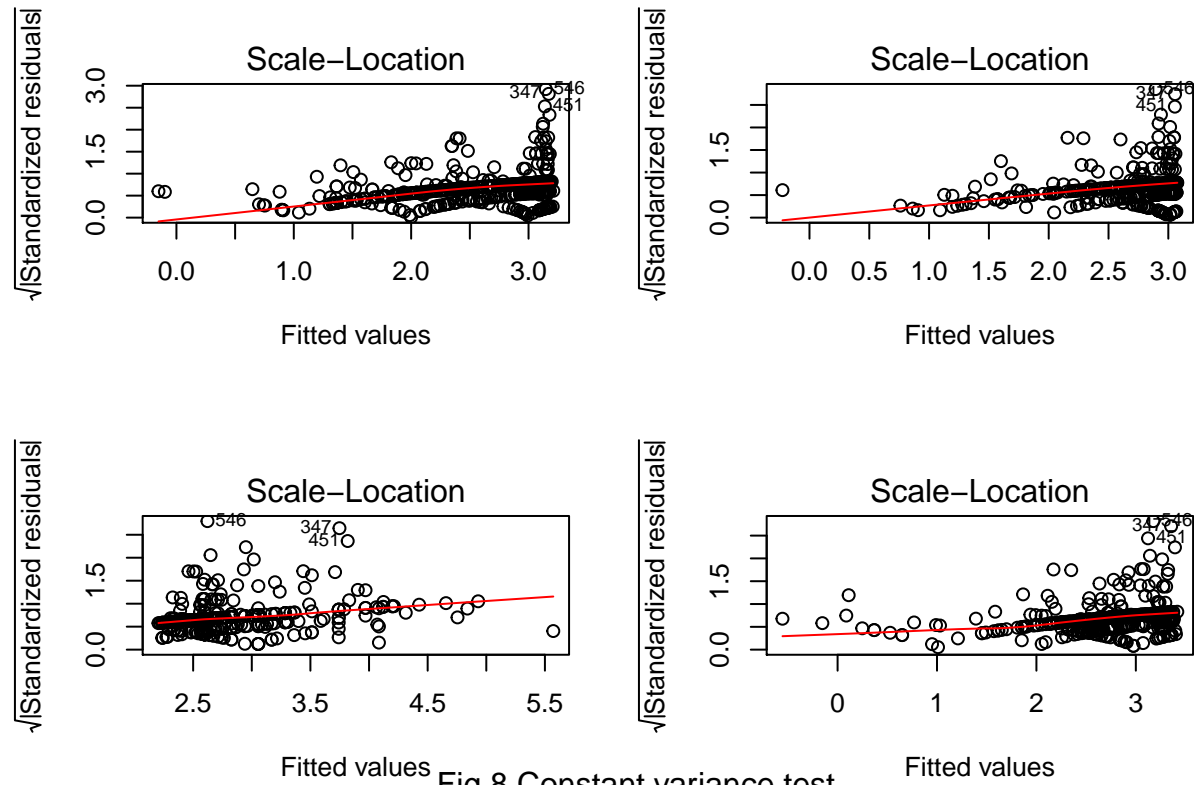 Scale−Location
√|Standardized residuals|
3.0
1.5
0.0
347
546
451
0.0 1.0 2.0 3.0
Fitted values
Scale−Location
√|Standardized residuals|
1.5
0.0
347
546
451
0.0 0.5 1.0 1.5 2.0 2.5 3.0
Fitted values
Scale−Location
√|Standardized residuals|
1.5
0.0
546
347
451
2.5 3.5 4.5 5.5
Fitted values
Scale−Location
√|Standardized residuals|
1.5
0.0
347
546
451
0 1 2 3
Fitted values
Fig 8 Constant variance test